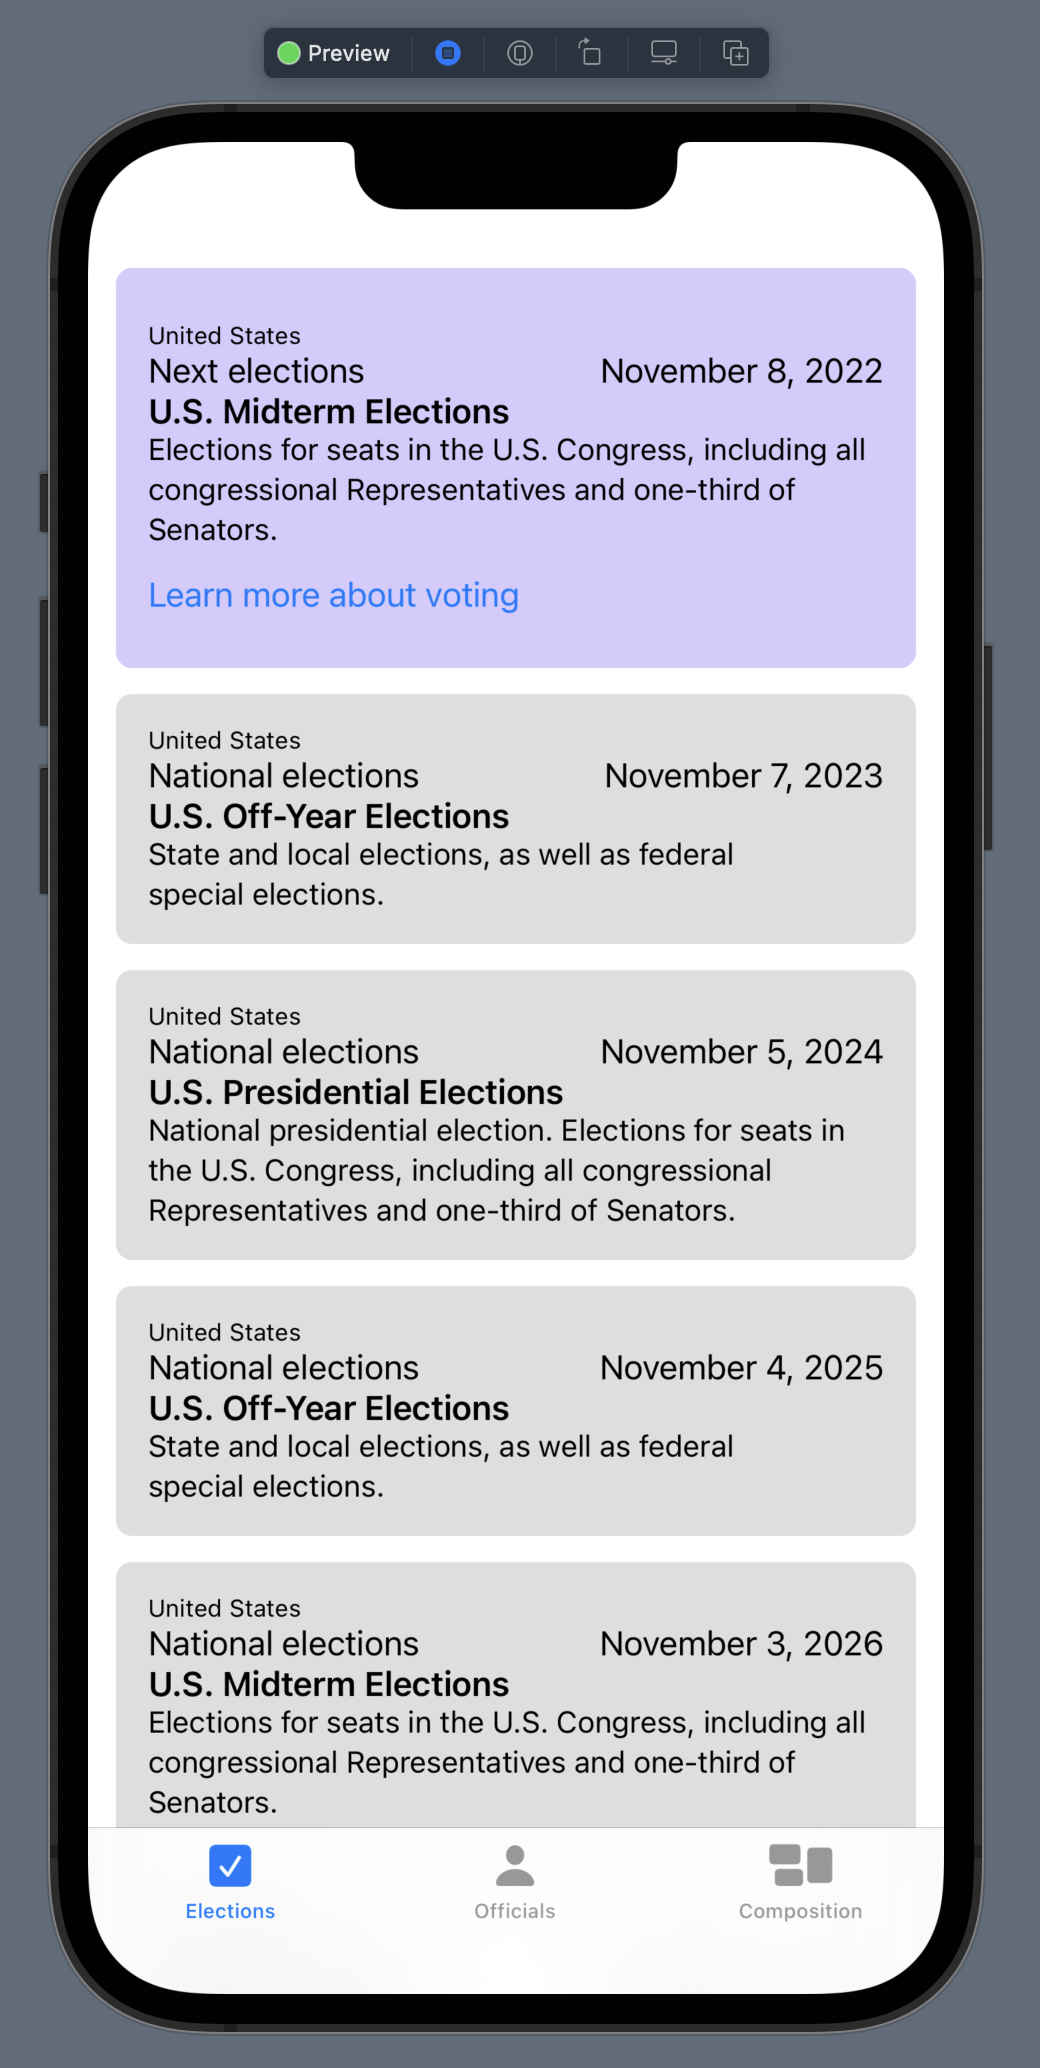 Preview
United States
Next elections November 8, 2022
U.S. Midterm Elections
Elections for seats in the U.S. Congress, including all
congressional Representatives and one-third of
Senators.
Learn more about voting
United States
National elections November 7, 2023
U.S. Off-Year Elections
State and local elections, as well as federal
special elections.
United States
National elections November 5, 2024
U.S. Presidential Elections
National presidential election. Elections for seats in
the U.S. Congress, including all congressional
Representatives and one-third of Senators.
United States
National elections November 4, 2025
U.S. Off-Year Elections
State and local elections, as well as federal
special elections.
United States
National elections November 3, 2026
U.S. Midterm Elections
Elections for seats in the U.S. Congress, including all
congressional Representatives and one-third of
Senators.
Elections Officials Composition